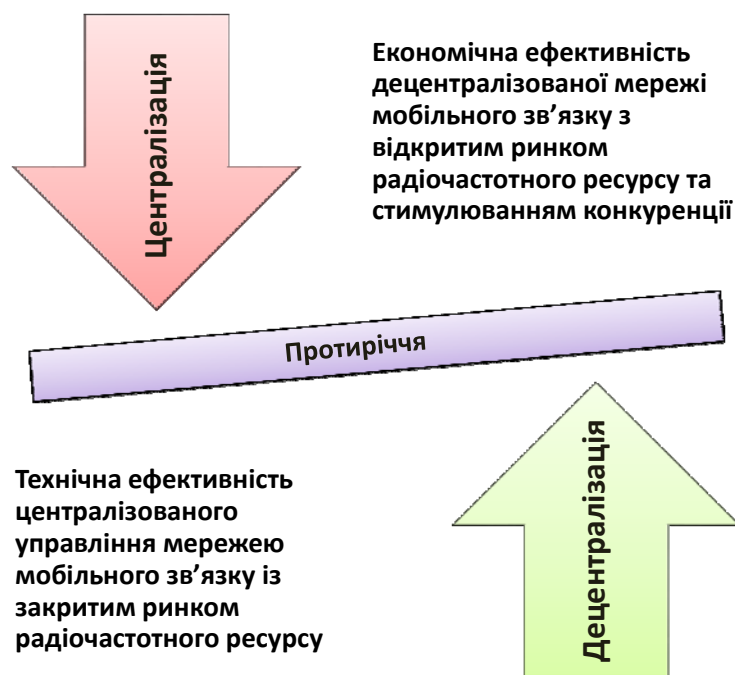 Централізація
Економічна ефективність
децентралізованої мережі
мобільного зв’язку з
відкритим ринком
радіочастотного ресурсу та
стимулюванням конкуренції
Протиріччя
Технічна ефективність
централізованого
управління мережею
мобільного зв’язку із
закритим ринком
радіочастотного ресурсу
Децентралізація